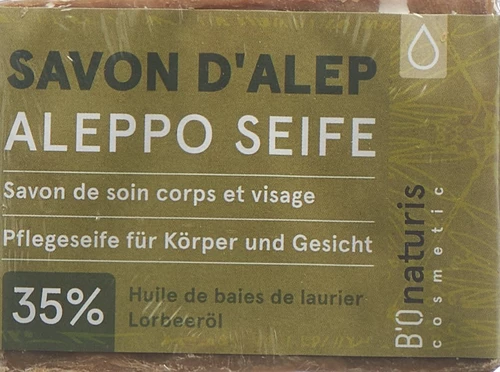 SAVON D'ALEP
ALEPPO SEIFE
Savon de soin corps et visage
Pflegeseife für Körper und Gesicht
35%
Huile de baies de laurier
Lorbeeröl
B'O naturis
cosmetic